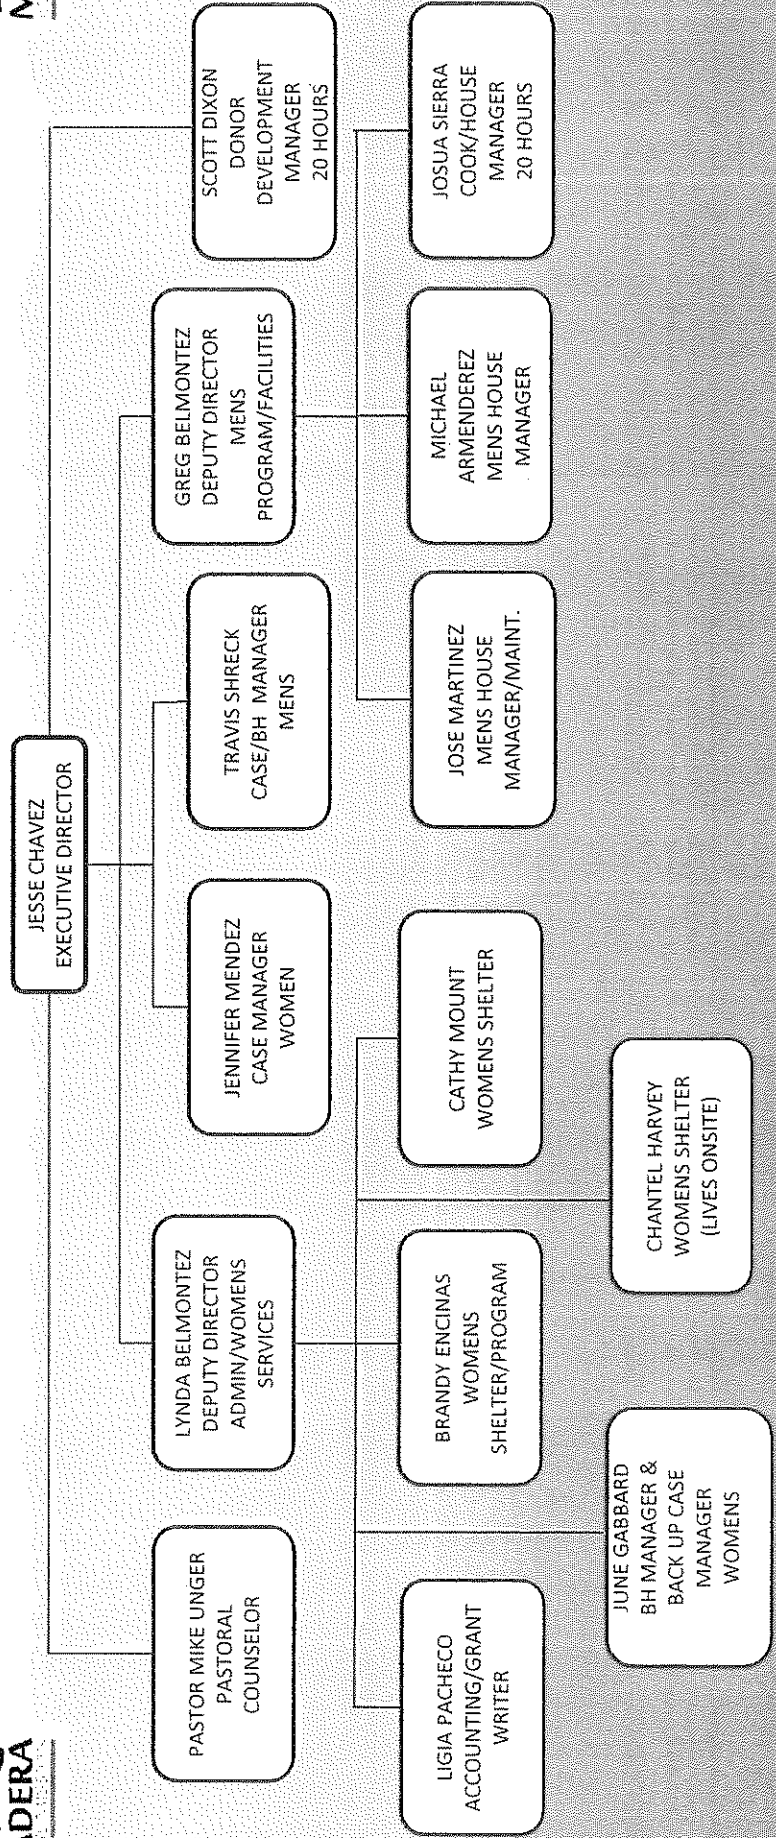 ADERA
JESSE CHAVEZ
EXECUTIVE DIRECTOR
PASTOR MIKE UNGER
PASTORAL
COUNSELOR
LYNDA BELMONTEZ
DEPUTY DIRECTOR
ADMIN/WOMENS
SERVICES
JENNIFER MENDEZ
CASE MANAGER
WOMEN
TRAVIS SHRECK
CASE/BH MANAGER
MENS
GREG BELMONTEZ
DEPUTY DIRECTOR
MENS
PROGRAM/FACILITIES
SCOTT DIXON
DONOR
DEVELOPMENT
MANAGER
20 HOURS
LIGIA PACHECO
ACCOUNTING/GRANT
WRITER
BRANDY ENCINAS
WOMENS
SHELTER/PROGRAM
CATHY MOUNT
WOMENS SHELTER
JOSE MARTINEZ
MENS HOUSE
MANAGER/MAINT.
MICHAEL
ARMENDEREZ
MENS HOUSE
MANAGER
JOSUA SIERRA
COOK/HOUSE
MANAGER
20 HOURS
JUNE GABBARD
BH MANAGER &
BACK UP CASE
MANAGER
WOMENS
CHANTEL HARVEY
WOMENS SHELTER
(LIVES ONSITE)